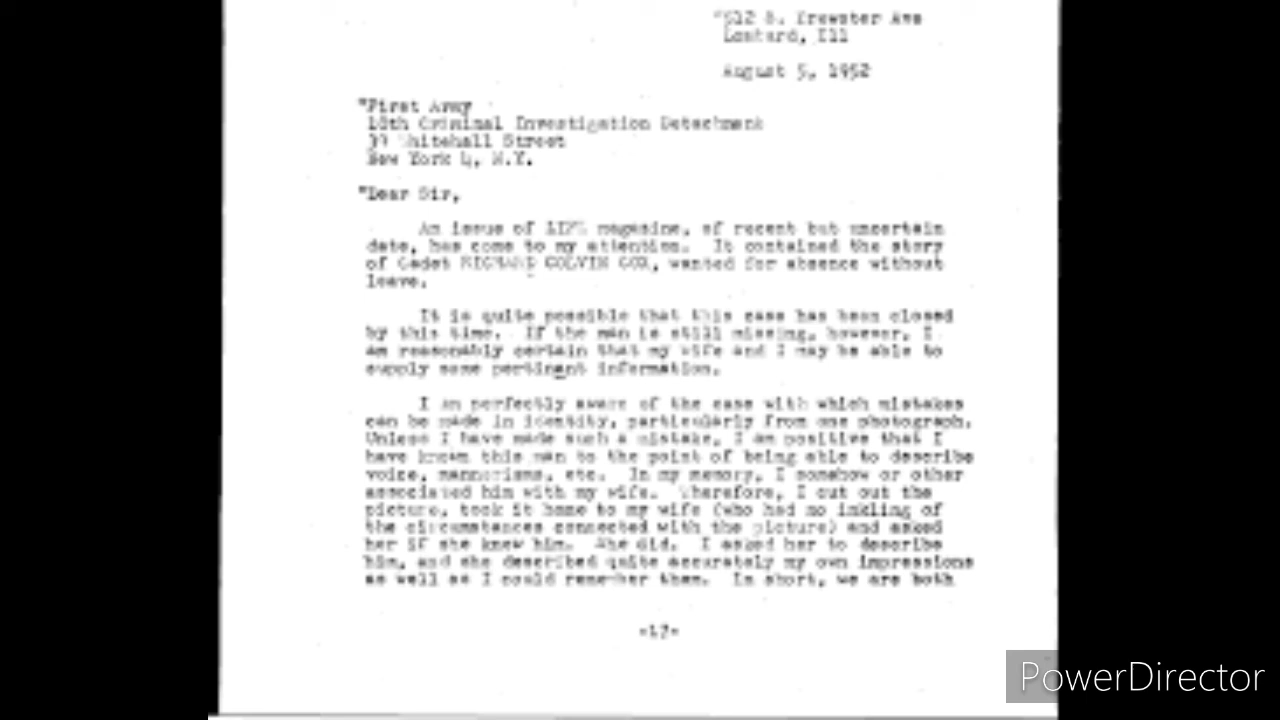 "512 S. Brewster Ave
Lombard, Ill
August 5, 1952
"First Army
10th Criminal Investigation Detachment
39 Whitehall Street
New York 4, N.Y.
"Dear Sir,
An issue of LIFE magazine, of recent but uncertain
date, has come to my attention. It contained the story
of Cadet RICHARD COLVIN COX, wanted for absence without
leave.
It is quite possible that this case has been closed
by this time. If the man is still missing, however, I
am reasonably certain that my wife and I may be able to
supply some pertinent information.
I am perfectly aware of the ease with which mistakes
can be made in identity, particularly from one photograph.
Unless I have made such a mistake, I am positive that I
have known this man to the point of being able to describe
voice, mannerisms, etc. In my memory, I somehow or other
associated him with my wife. Therefore, I cut out the
picture, took it home to my wife (who had no inkling of
the circumstances connected with the picture) and asked
her if she knew him. She did. I asked her to describe
him, and she described quite accurately my own impressions
as well as I could remember them. In short, we are both
-17-
PowerDirector